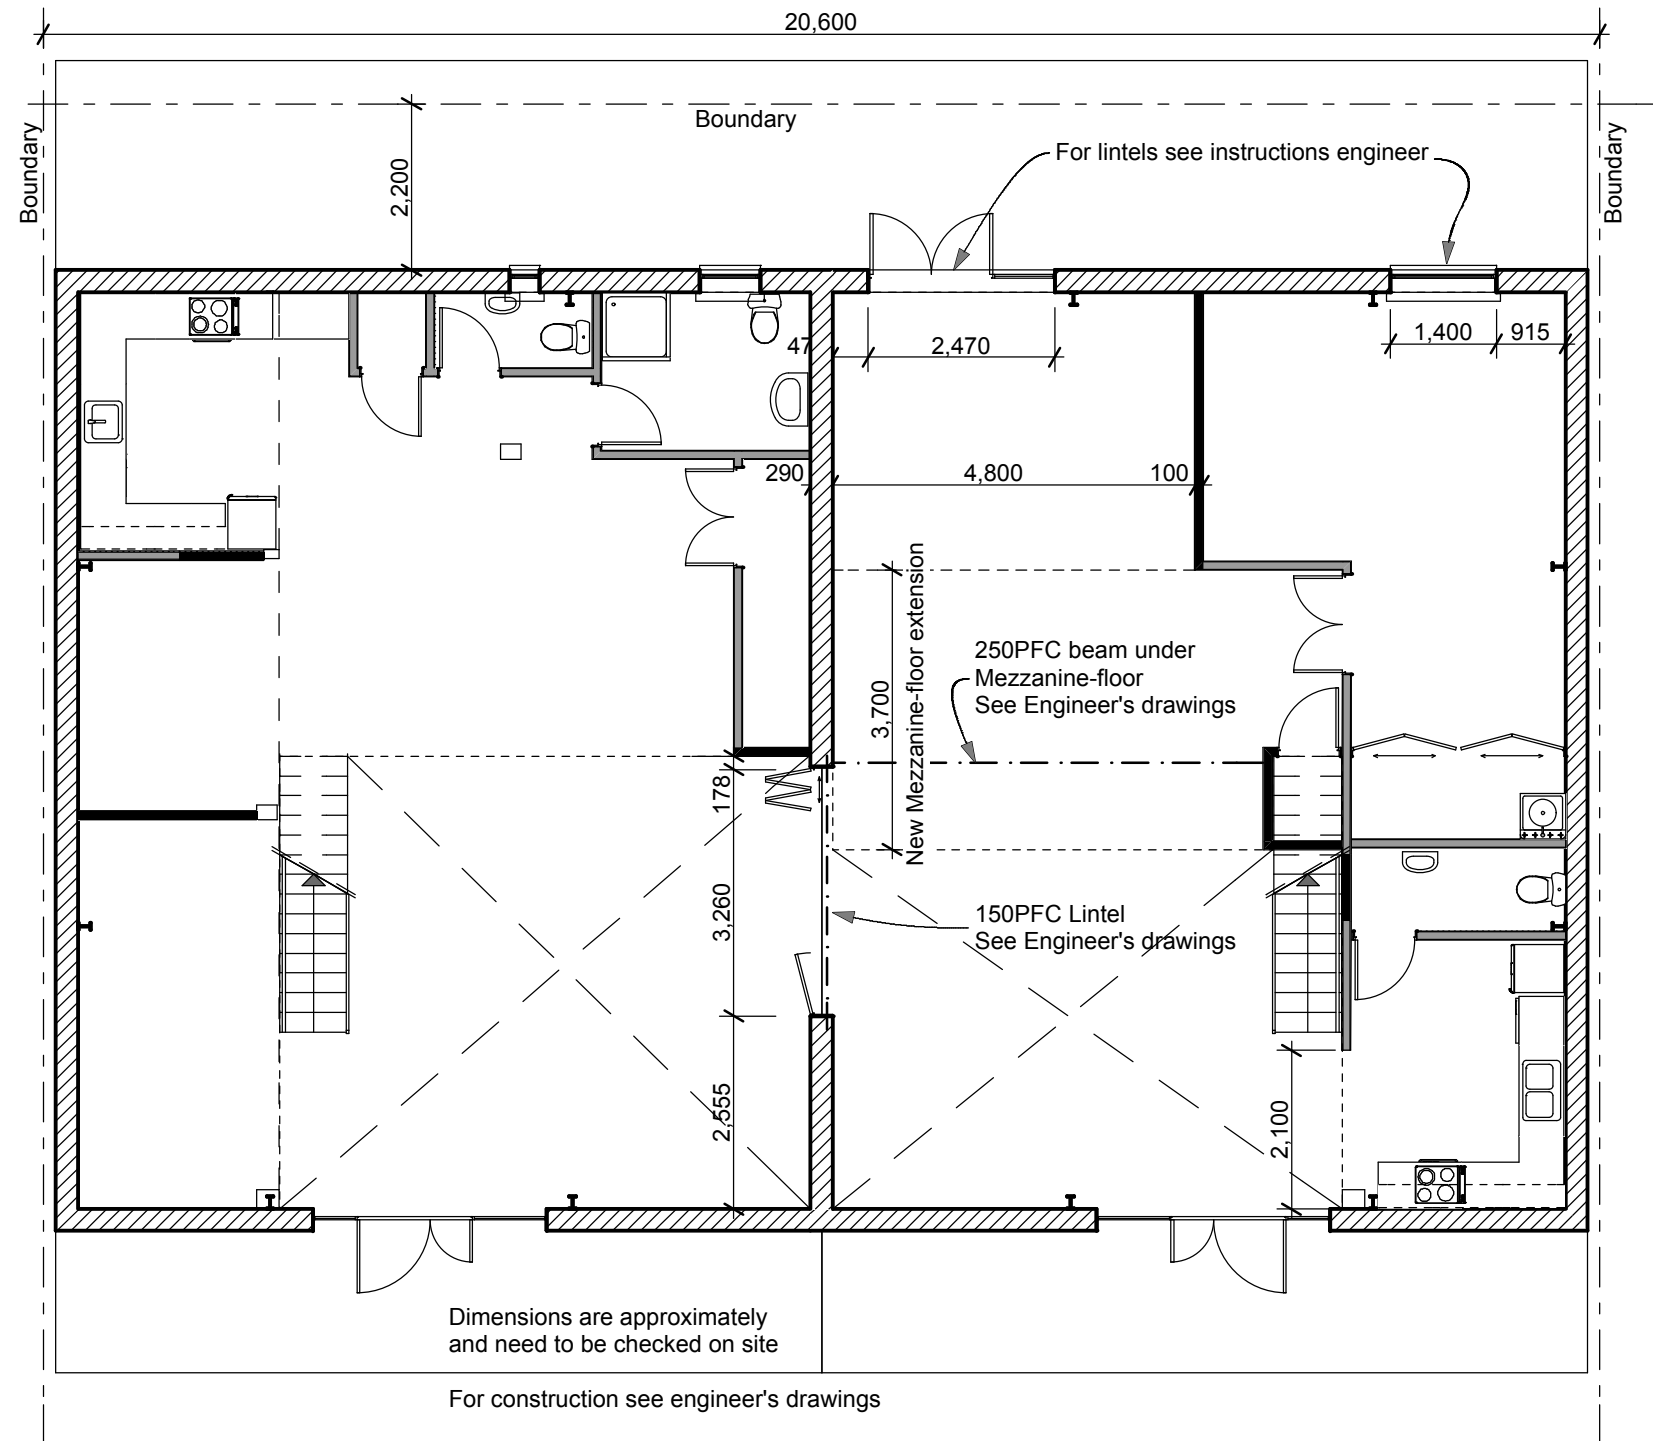 20,600
Boundary
Boundary
Boundary
For lintels see instructions engineer
2,200
47
2,470
1,400
915
290
4,800
100
New Mezzanine-floor extension
3,700
250PFC beam under
Mezzanine-floor
See Engineer's drawings
178
3,260
150PFC Lintel
See Engineer's drawings
2,555
2,100
Dimensions are approximately
and need to be checked on site
For construction see engineer's drawings